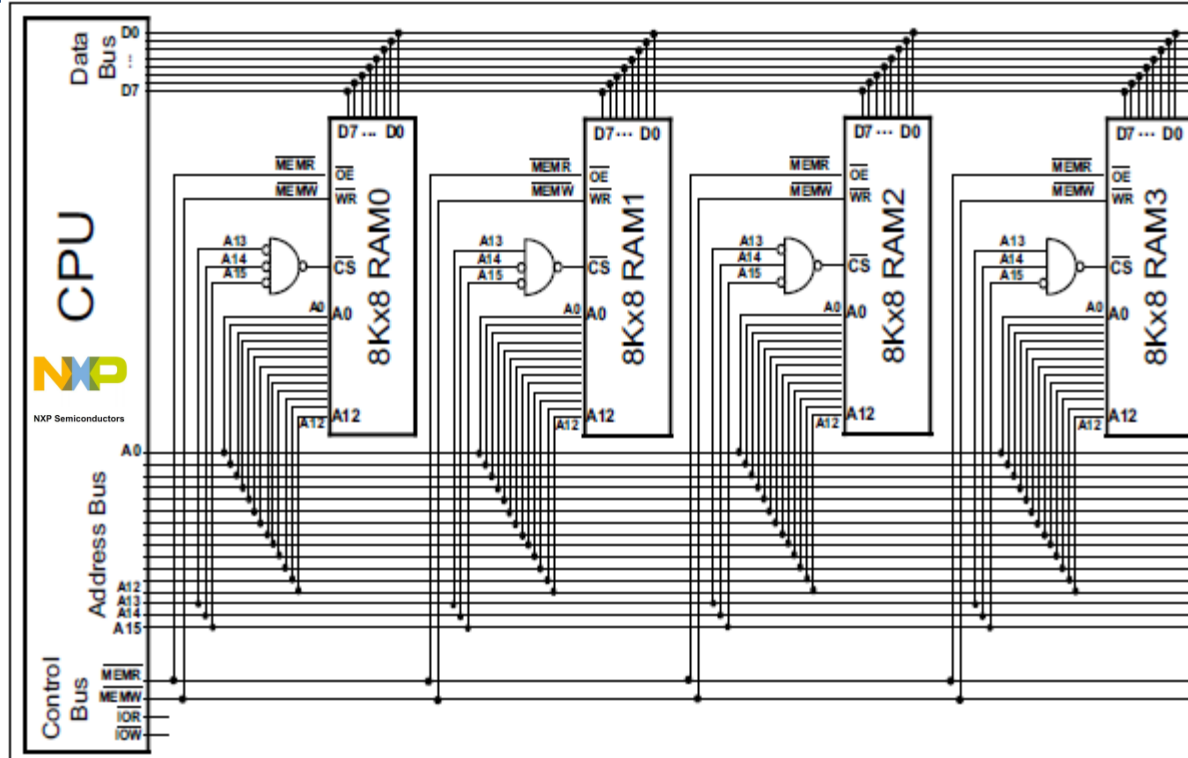 CPU
Data Bus
D0
...
D7
NXP
NXP Semiconductors
Address Bus
A0
A12
A13
A14
A15
Control Bus
MEMR
MEMW
IOR
IOW
D7 ... D0
MEMR
OE
MEMW
WR
A13
A14
A15
CS
A0 A0
A12 A12
8Kx8 RAM0
D7... D0
MEMR
OE
MEMW
WR
A13
A14
A15
CS
A0 A0
A12 A12
8Kx8 RAM1
D7 ... D0
MEMR
OE
MEMW
WR
A13
A14
A15
CS
A0 A0
A12 A12
8Kx8 RAM2
D7... D0
MEMR
OE
MEMW
WR
A13
A14
A15
CS
A0 A0
A12 A12
8Kx8 RAM3